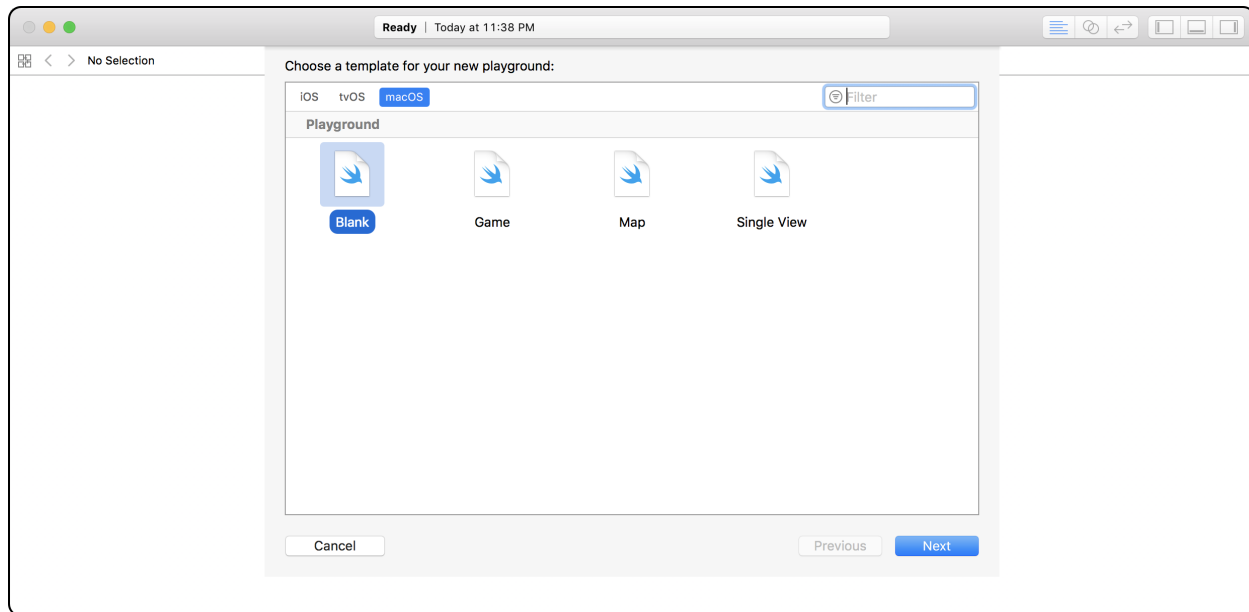 Ready | Today at 11:38 PM
No Selection
Choose a template for your new playground:
iOS tvOS macOS Filter
Playground
Blank Game Map Single View
Cancel Previous Next